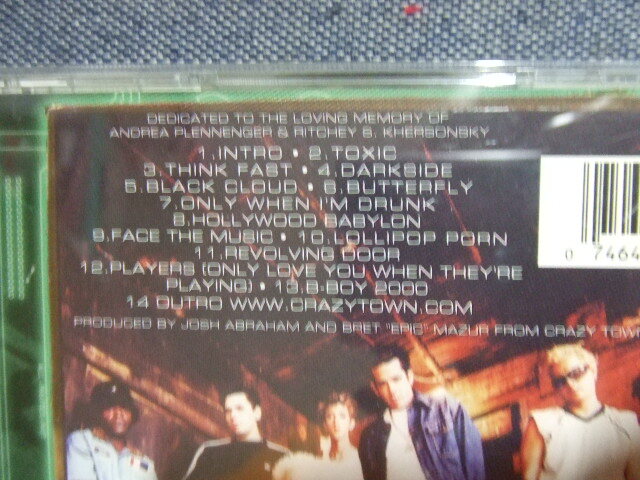 DEDICATED TO THE LOVING MEMORY OF
ANDREA PLENNENGER & RITCHEY S. KHERSONSKY
1.INTRO • 2.TOXIC
3.THINK FAST • 4.DARKSIDE
5.BLACK CLOUD • 6.BUTTERFLY
7.ONLY WHEN I'M DRUNK
8.HOLLYWOOD BABYLON
9.FACE THE MUSIC • 10.LOLLIPOP PORN
11.REVOLVING DOOR
12.PLAYERS (ONLY LOVE YOU WHEN THEY'RE
PLAYING) • 13.B-BOY 2000
14 OUTRO WWW.CRAZYTOWN.COM
PRODUCED BY JOSH ABRAHAM AND BRET "EPIC" MAZUR FROM CRAZY TOWN
0 7464